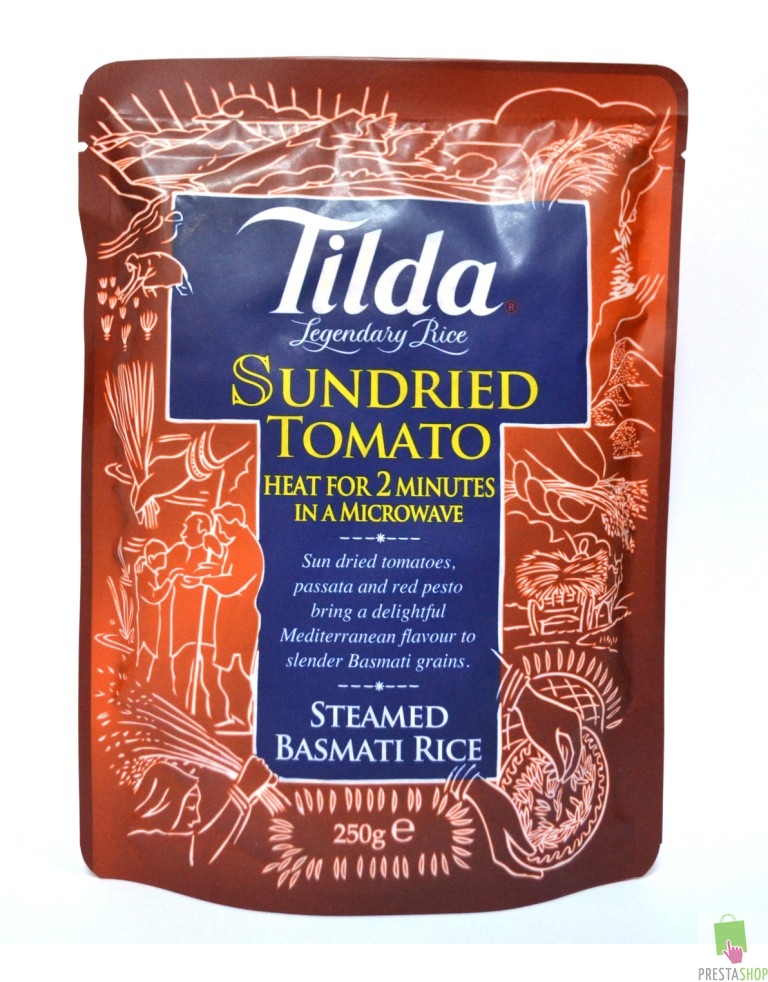 Tilda®
Legendary Rice
SUNDRIED
TOMATO
HEAT FOR 2 MINUTES
IN A MICROWAVE
Sun dried tomatoes,
passata and red pesto
bring a delightful
Mediterranean flavour to
slender Basmati grains.
STEAMED
BASMATI RICE
250g ℮
PRESTASHOP